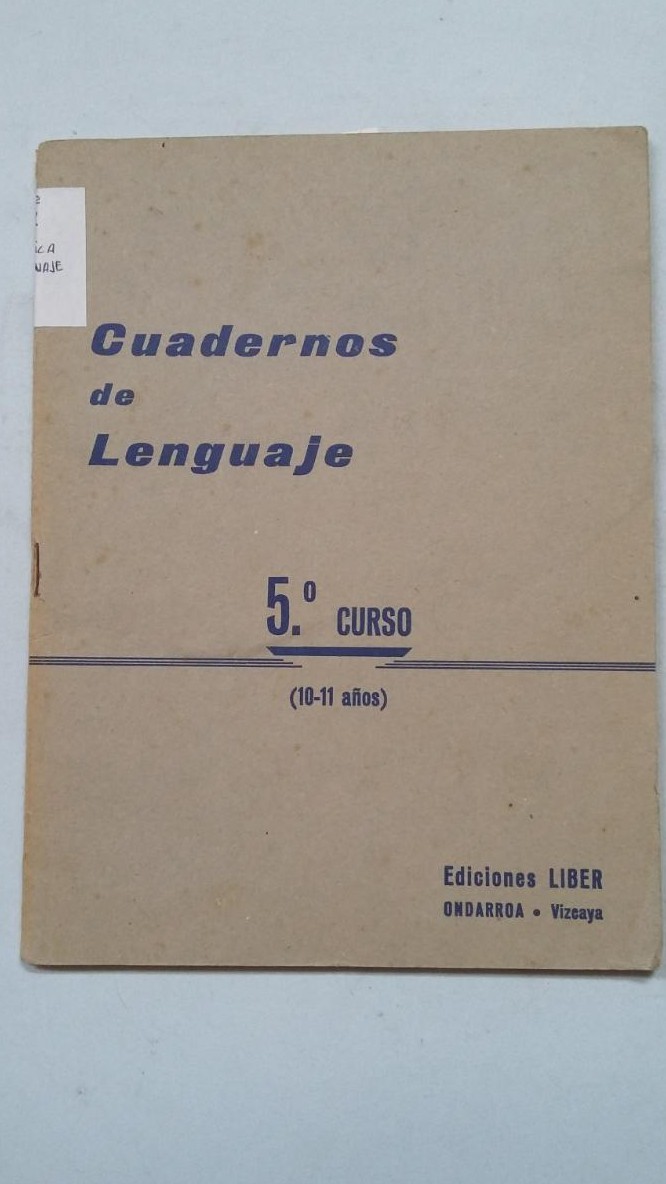 Cuadernos
de
Lenguaje
5.º CURSO
(10-11 años)
Ediciones LIBER
ONDARROA • Vizcaya